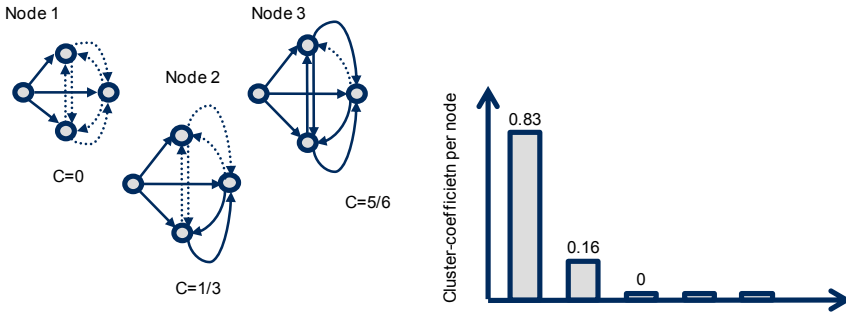 Node 1
Node 3
Node 2
C=0
C=5/6
C=1/3
Cluster-coefficietn per node
0.83
0.16
0